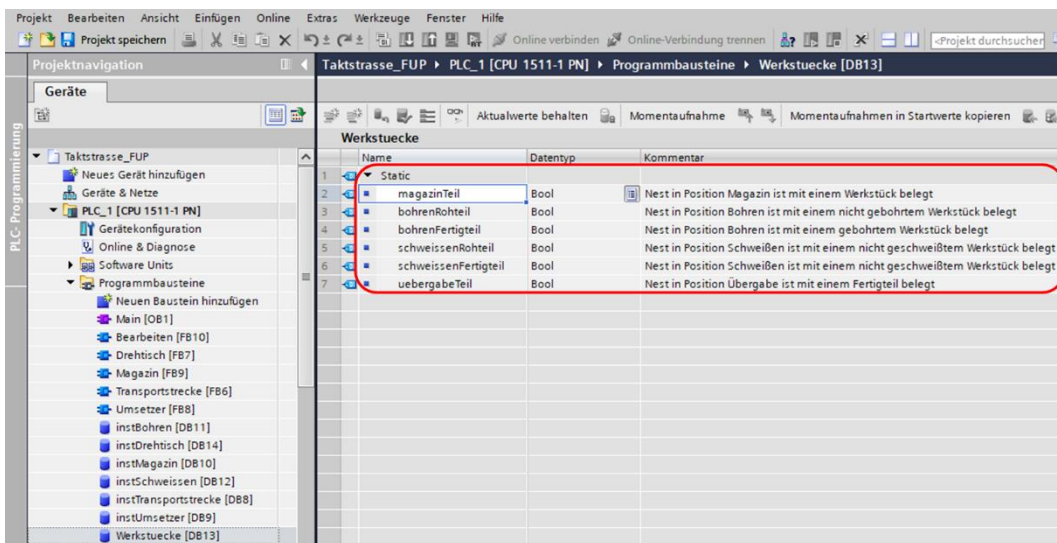 Projekt Bearbeiten Ansicht Einfügen Online Extras Werkzeuge Fenster Hilfe
Projekt speichern Online verbinden Online-Verbindung trennen <Projekt durchsuchen
Projektnavigation
Taktstrasse_FUP PLC_1 [CPU 1511-1 PN] Programmbausteine Werkstuecke [DB13]
Geräte
Aktualwerte behalten Momentaufnahme Momentaufnahmen in Startwerte kopieren
PLC-Programmierung
Taktstrasse_FUP
Neues Gerät hinzufügen
Geräte & Netze
PLC_1 [CPU 1511-1 PN]
Gerätekonfiguration
Online & Diagnose
Software Units
Programmbausteine
Neuen Baustein hinzufügen
Main [OB1]
Bearbeiten [FB10]
Drehtisch [FB7]
Magazin [FB9]
Transportstrecke [FB6]
Umsetzer [FB8]
instBohren [DB11]
instDrehtisch [DB14]
instMagazin [DB10]
instSchweissen [DB12]
instTransportstrecke [DB8]
instUmsetzer [DB9]
Werkstuecke [DB13]
Werkstuecke
Name Datentyp Kommentar
1 Static
2 magazinTeil Bool Nest in Position Magazin ist mit einem Werkstück belegt
3 bohrenRohteil Bool Nest in Position Bohren ist mit einem nicht gebohrtem Werkstück belegt
4 bohrenFertigteil Bool Nest in Position Bohren ist mit einem gebohrtem Werkstück belegt
5 schweissenRohteil Bool Nest in Position Schweißen ist mit einem nicht geschweißtem Werkstück belegt
6 schweissenFertigteil Bool Nest in Position Schweißen ist mit einem nicht geschweißtem Werkstück belegt
7 uebergabeTeil Bool Nest in Position Übergabe ist mit einem Fertigteil belegt